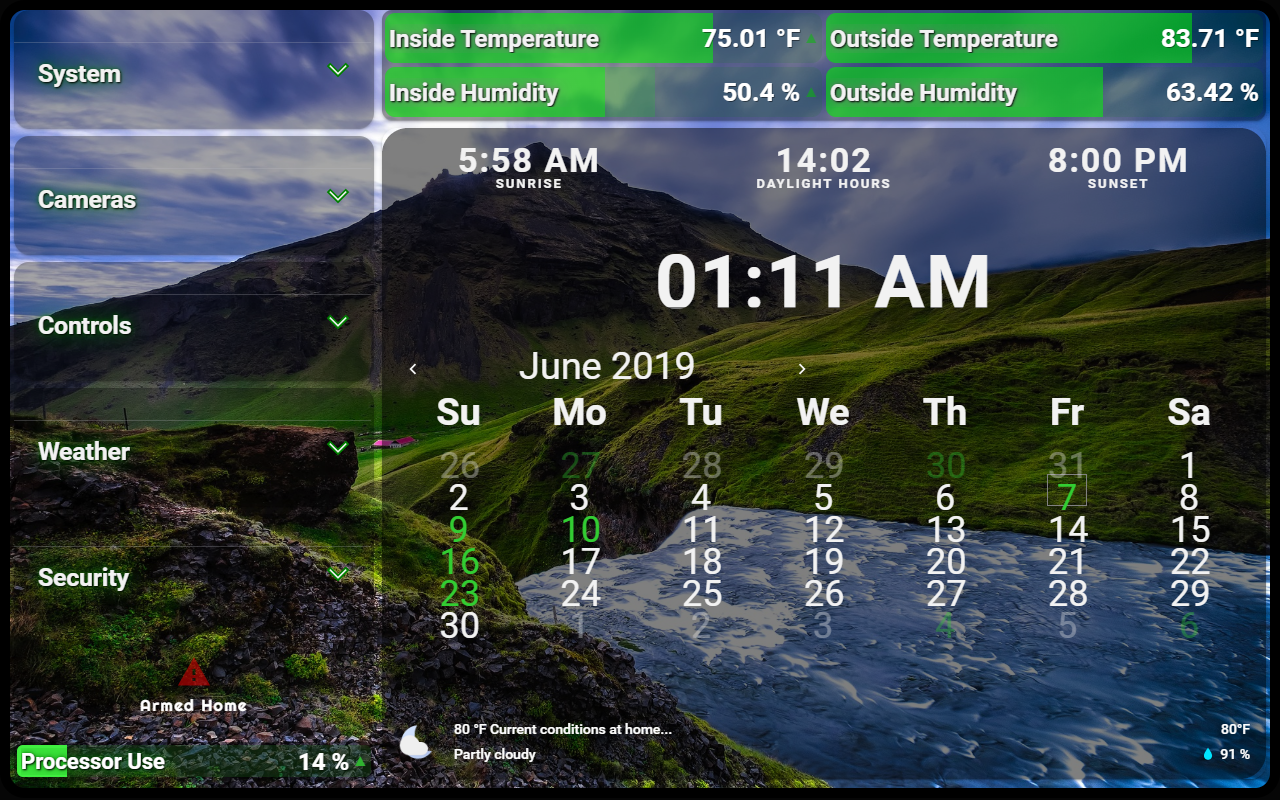 System
Cameras
Controls
Weather
Security
Armed Home
Processor Use 14 %
Inside Temperature 75.01 °F
Outside Temperature 83.71 °F
Inside Humidity 50.4 %
Outside Humidity 63.42 %
5:58 AM 14:02 8:00 PM
SUNRISE DAYLIGHT HOURS SUNSET
01:11 AM
‹ June 2019 ›
Su Mo Tu We Th Fr Sa
26 27 28 29 30 31 1
2 3 4 5 6 7 8
9 10 11 12 13 14 15
16 17 18 19 20 21 22
23 24 25 26 27 28 29
30 1 2 3 4 5 6
80 °F Current conditions at home... 80°F
Partly cloudy 91 %